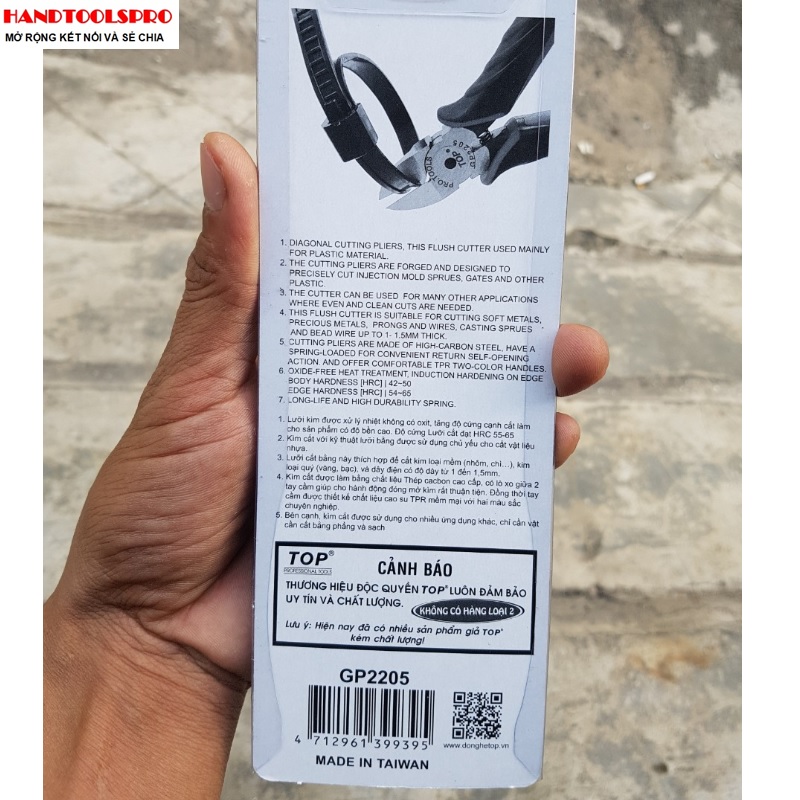 HANDTOOLSPRO
MỞ RỘNG KẾT NỐI VÀ SẺ CHIA
TOP®
GP2205
PROTOOLS
1. DIAGONAL CUTTING PLIERS, THIS FLUSH CUTTER USED MAINLY
FOR PLASTIC MATERIAL.
2. THE CUTTING PLIERS ARE FORGED AND DESIGNED TO
PRECISELY CUT INJECTION MOLD SPRUES, GATES AND OTHER
PLASTIC
3. THE CUTTER CAN BE USED FOR MANY OTHER APPLICATIONS
WHERE EVEN AND CLEAN CUTS ARE NEEDED.
4. THIS FLUSH CUTTER IS SUITABLE FOR CUTTING SOFT METALS,
PRECIOUS METALS, PRONGS AND WIRES, CASTING SPRUES
AND BEAD WIRE UP TO 1- 1.5MM THICK.
5. CUTTING PLIERS ARE MADE OF HIGH-CARBON STEEL, HAVE A
SPRING-LOADED FOR CONVENIENT RETURN SELF-OPENING
ACTION. AND OFFER COMFORTABLE TPR TWO-COLOR HANDLES.
6. OXIDE-FREE HEAT TREATMENT, INDUCTION HARDENING ON EDGE
BODY HARDNESS [HRC] | 42~50
EDGE HARDNESS [HRC] | 54~65
7. LONG-LIFE AND HIGH DURABILITY SPRING.
1. Lưỡi kìm được xử lý nhiệt không có oxit, tăng độ cứng cạnh cắt làm
cho sản phẩm có độ bền cao. Độ cứng Lưỡi cắt đạt HRC 55-65
2. Kìm cắt với kỹ thuật lưỡi bằng được sử dụng chủ yếu cho cắt vật liệu
nhựa.
3. Lưỡi cắt bằng này thích hợp để cắt kim loại mềm (nhôm, chì...), kim
loại quý (vàng, bạc), và dây điện có độ dày từ 1 đến 1.5mm.
4. Kìm cắt được làm bằng chất liệu Thép cacbon cao cấp, có lò xo giữa 2
tay cầm giúp cho hành động đóng mở kìm rất thuận tiện. Đồng thời tay
cầm được thiết kế chất liệu cao su TPR mềm mại với hai màu sắc
chuyên nghiệp.
5. Bên cạnh, kìm cắt được sử dụng cho nhiều ứng dụng khác, chỉ cần vật
cần cắt bằng phẳng và sạch
TOP®
PROFESSIONAL TOOLS
CẢNH BÁO
THƯƠNG HIỆU ĐỘC QUYỀN TOP® LUÔN ĐẢM BẢO
UY TÍN VÀ CHẤT LƯỢNG. KHÔNG CÓ HÀNG LOẠI 2
Lưu ý: Hiện nay đã có nhiều sản phẩm giả TOP®
kém chất lượng!
GP2205
4 712961 399395
www.donghetop.vn
MADE IN TAIWAN